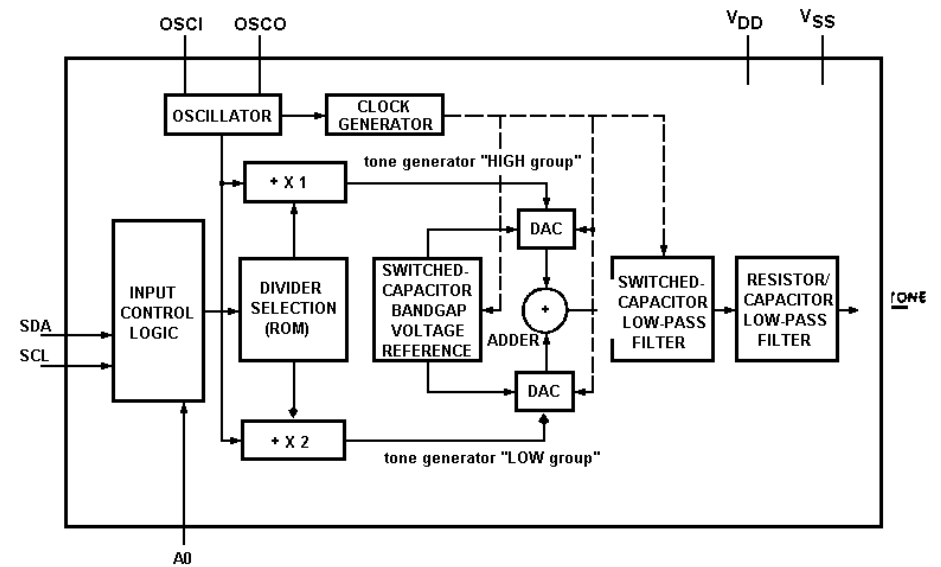 OSCI
OSCO
VDD
VSS
OSCILLATOR
CLOCK
GENERATOR
tone generator "HIGH group"
+ X 1
DAC
INPUT
CONTROL
LOGIC
DIVIDER
SELECTION
(ROM)
SWITCHED-
CAPACITOR
BANDGAP
VOLTAGE
REFERENCE
+
ADDER
SWITCHED-
CAPACITOR
LOW-PASS
FILTER
RESISTOR/
CAPACITOR
LOW-PASS
FILTER
TONE
SDA
SCL
DAC
+ X 2
tone generator "LOW group"
A0